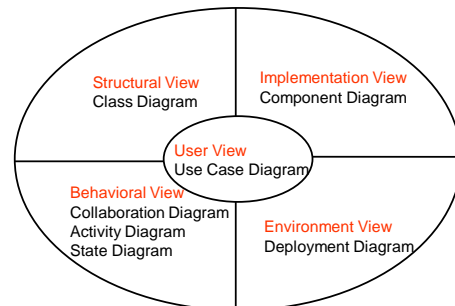 Structural View
Class Diagram
Implementation View
Component Diagram
User View
Use Case Diagram
Behavioral View
Collaboration Diagram
Activity Diagram
State Diagram
Environment View
Deployment Diagram